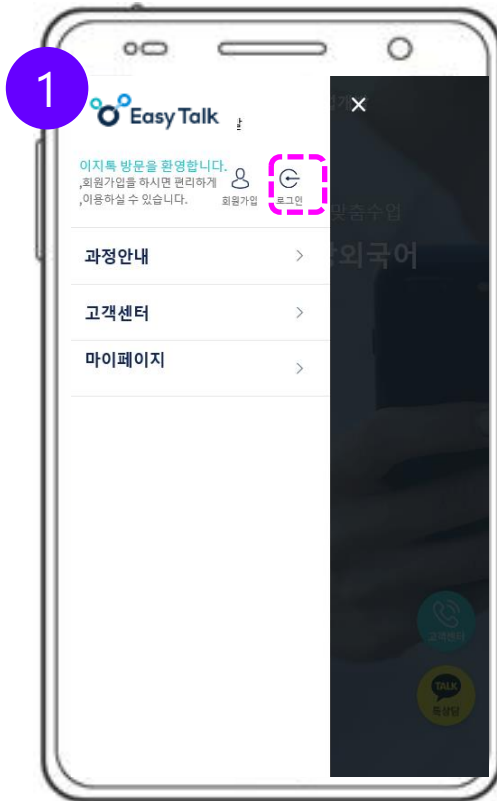 1
Easy Talk
이지톡 방문을 환영합니다.
,회원가입을 하시면 편리하게
,이용하실 수 있습니다.
회원가입
로그인
맞춤수업
외국어
과정안내
고객센터
마이페이지
고객센터
TALK
톡상담